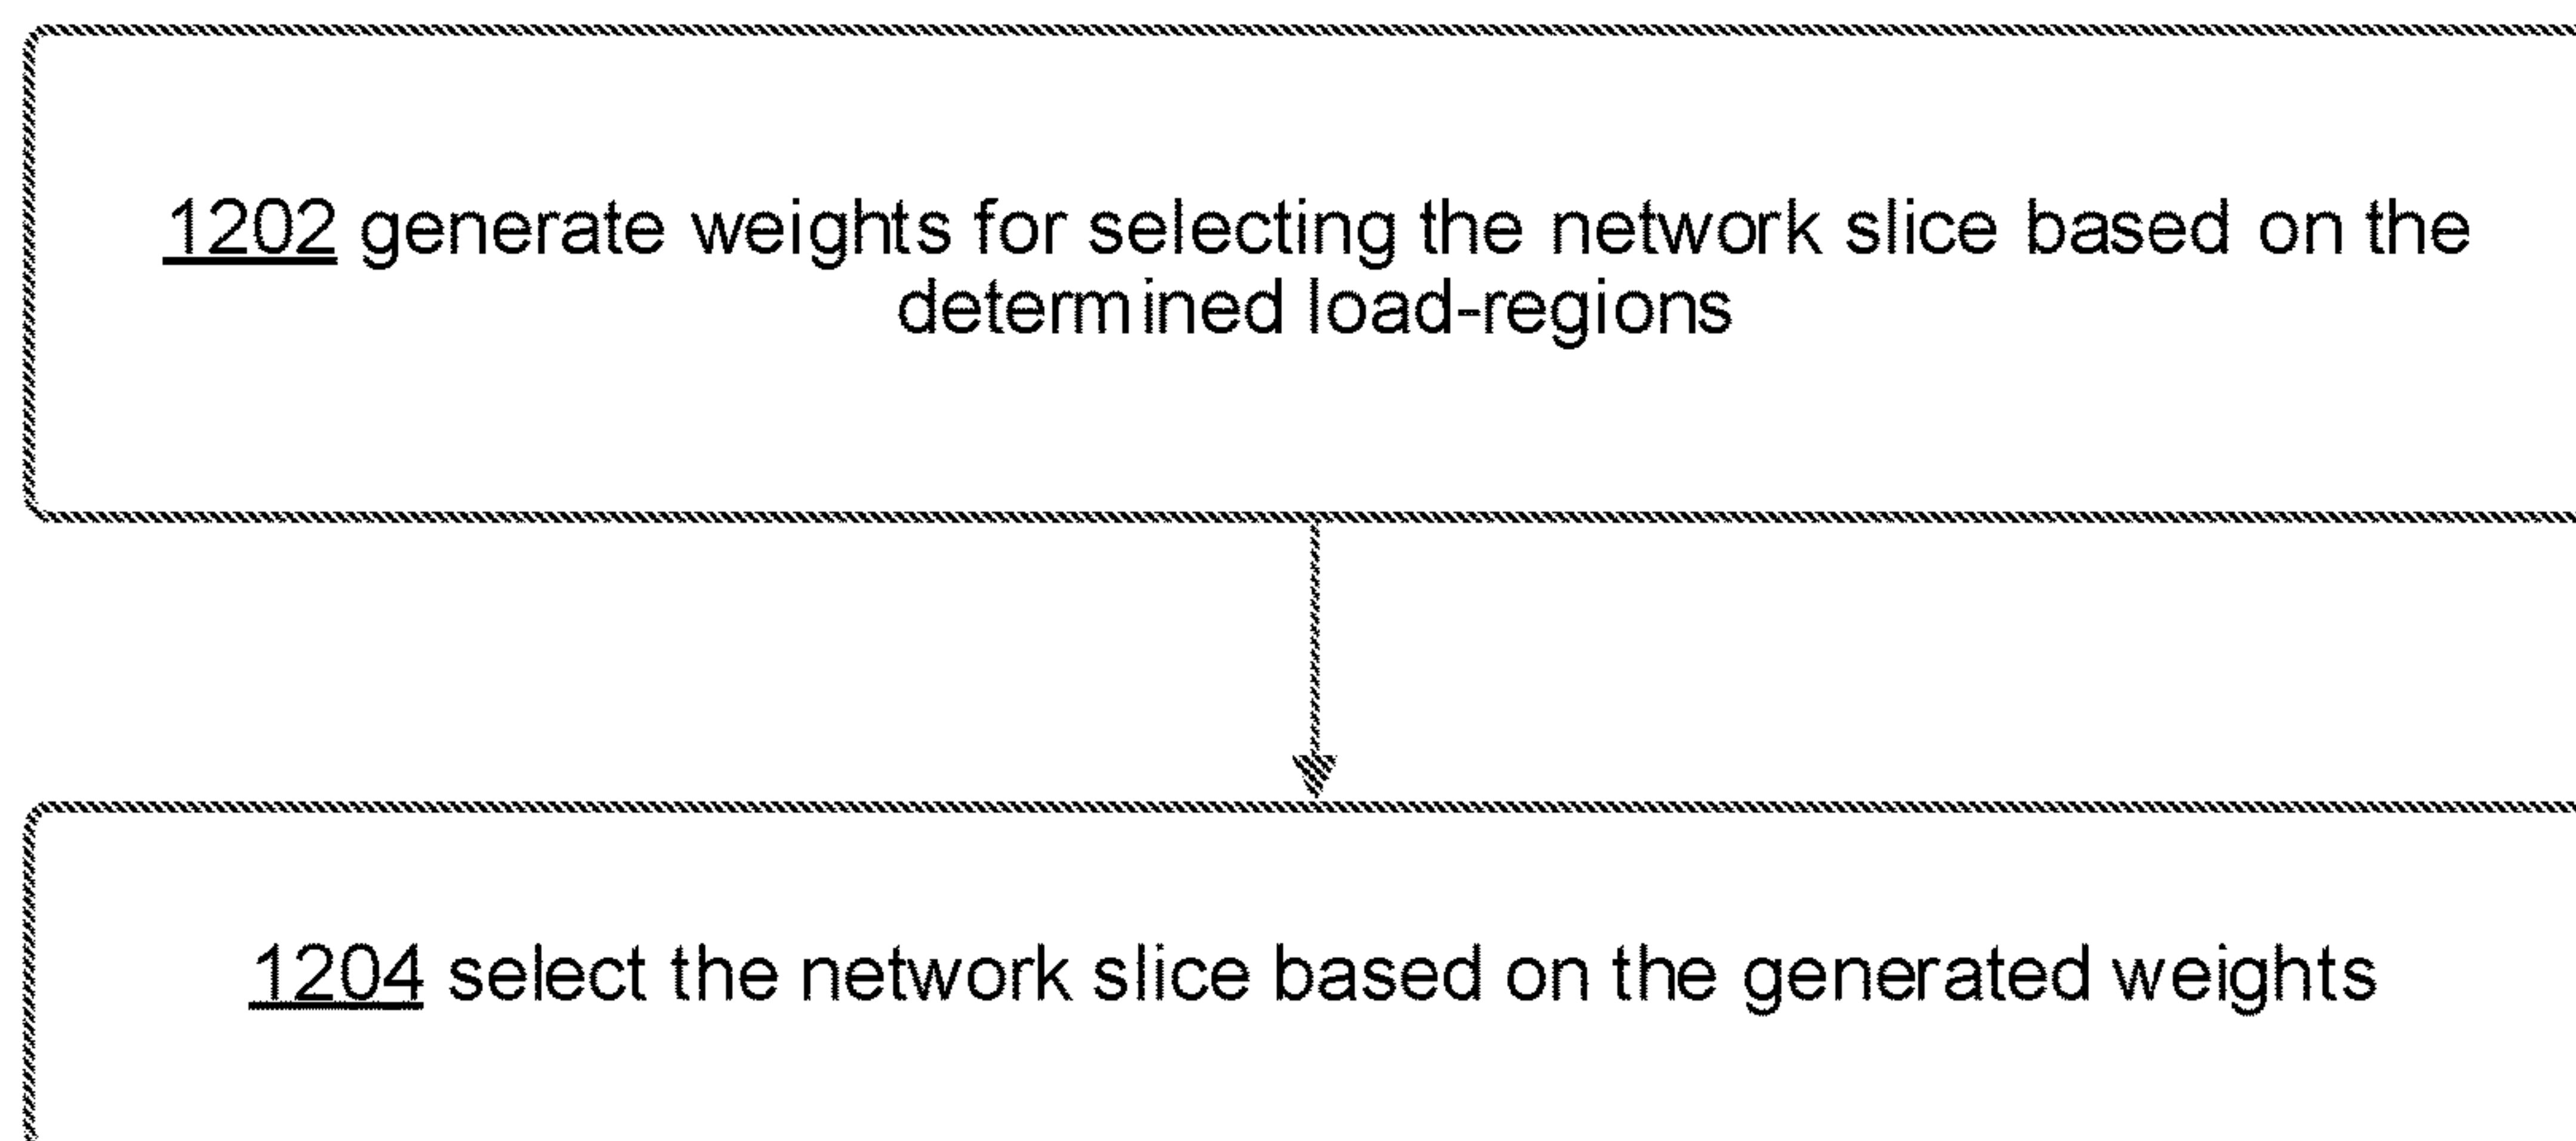 1202 generate weights for selecting the network slice based on the
determined load-regions
1204 select the network slice based on the generated weights